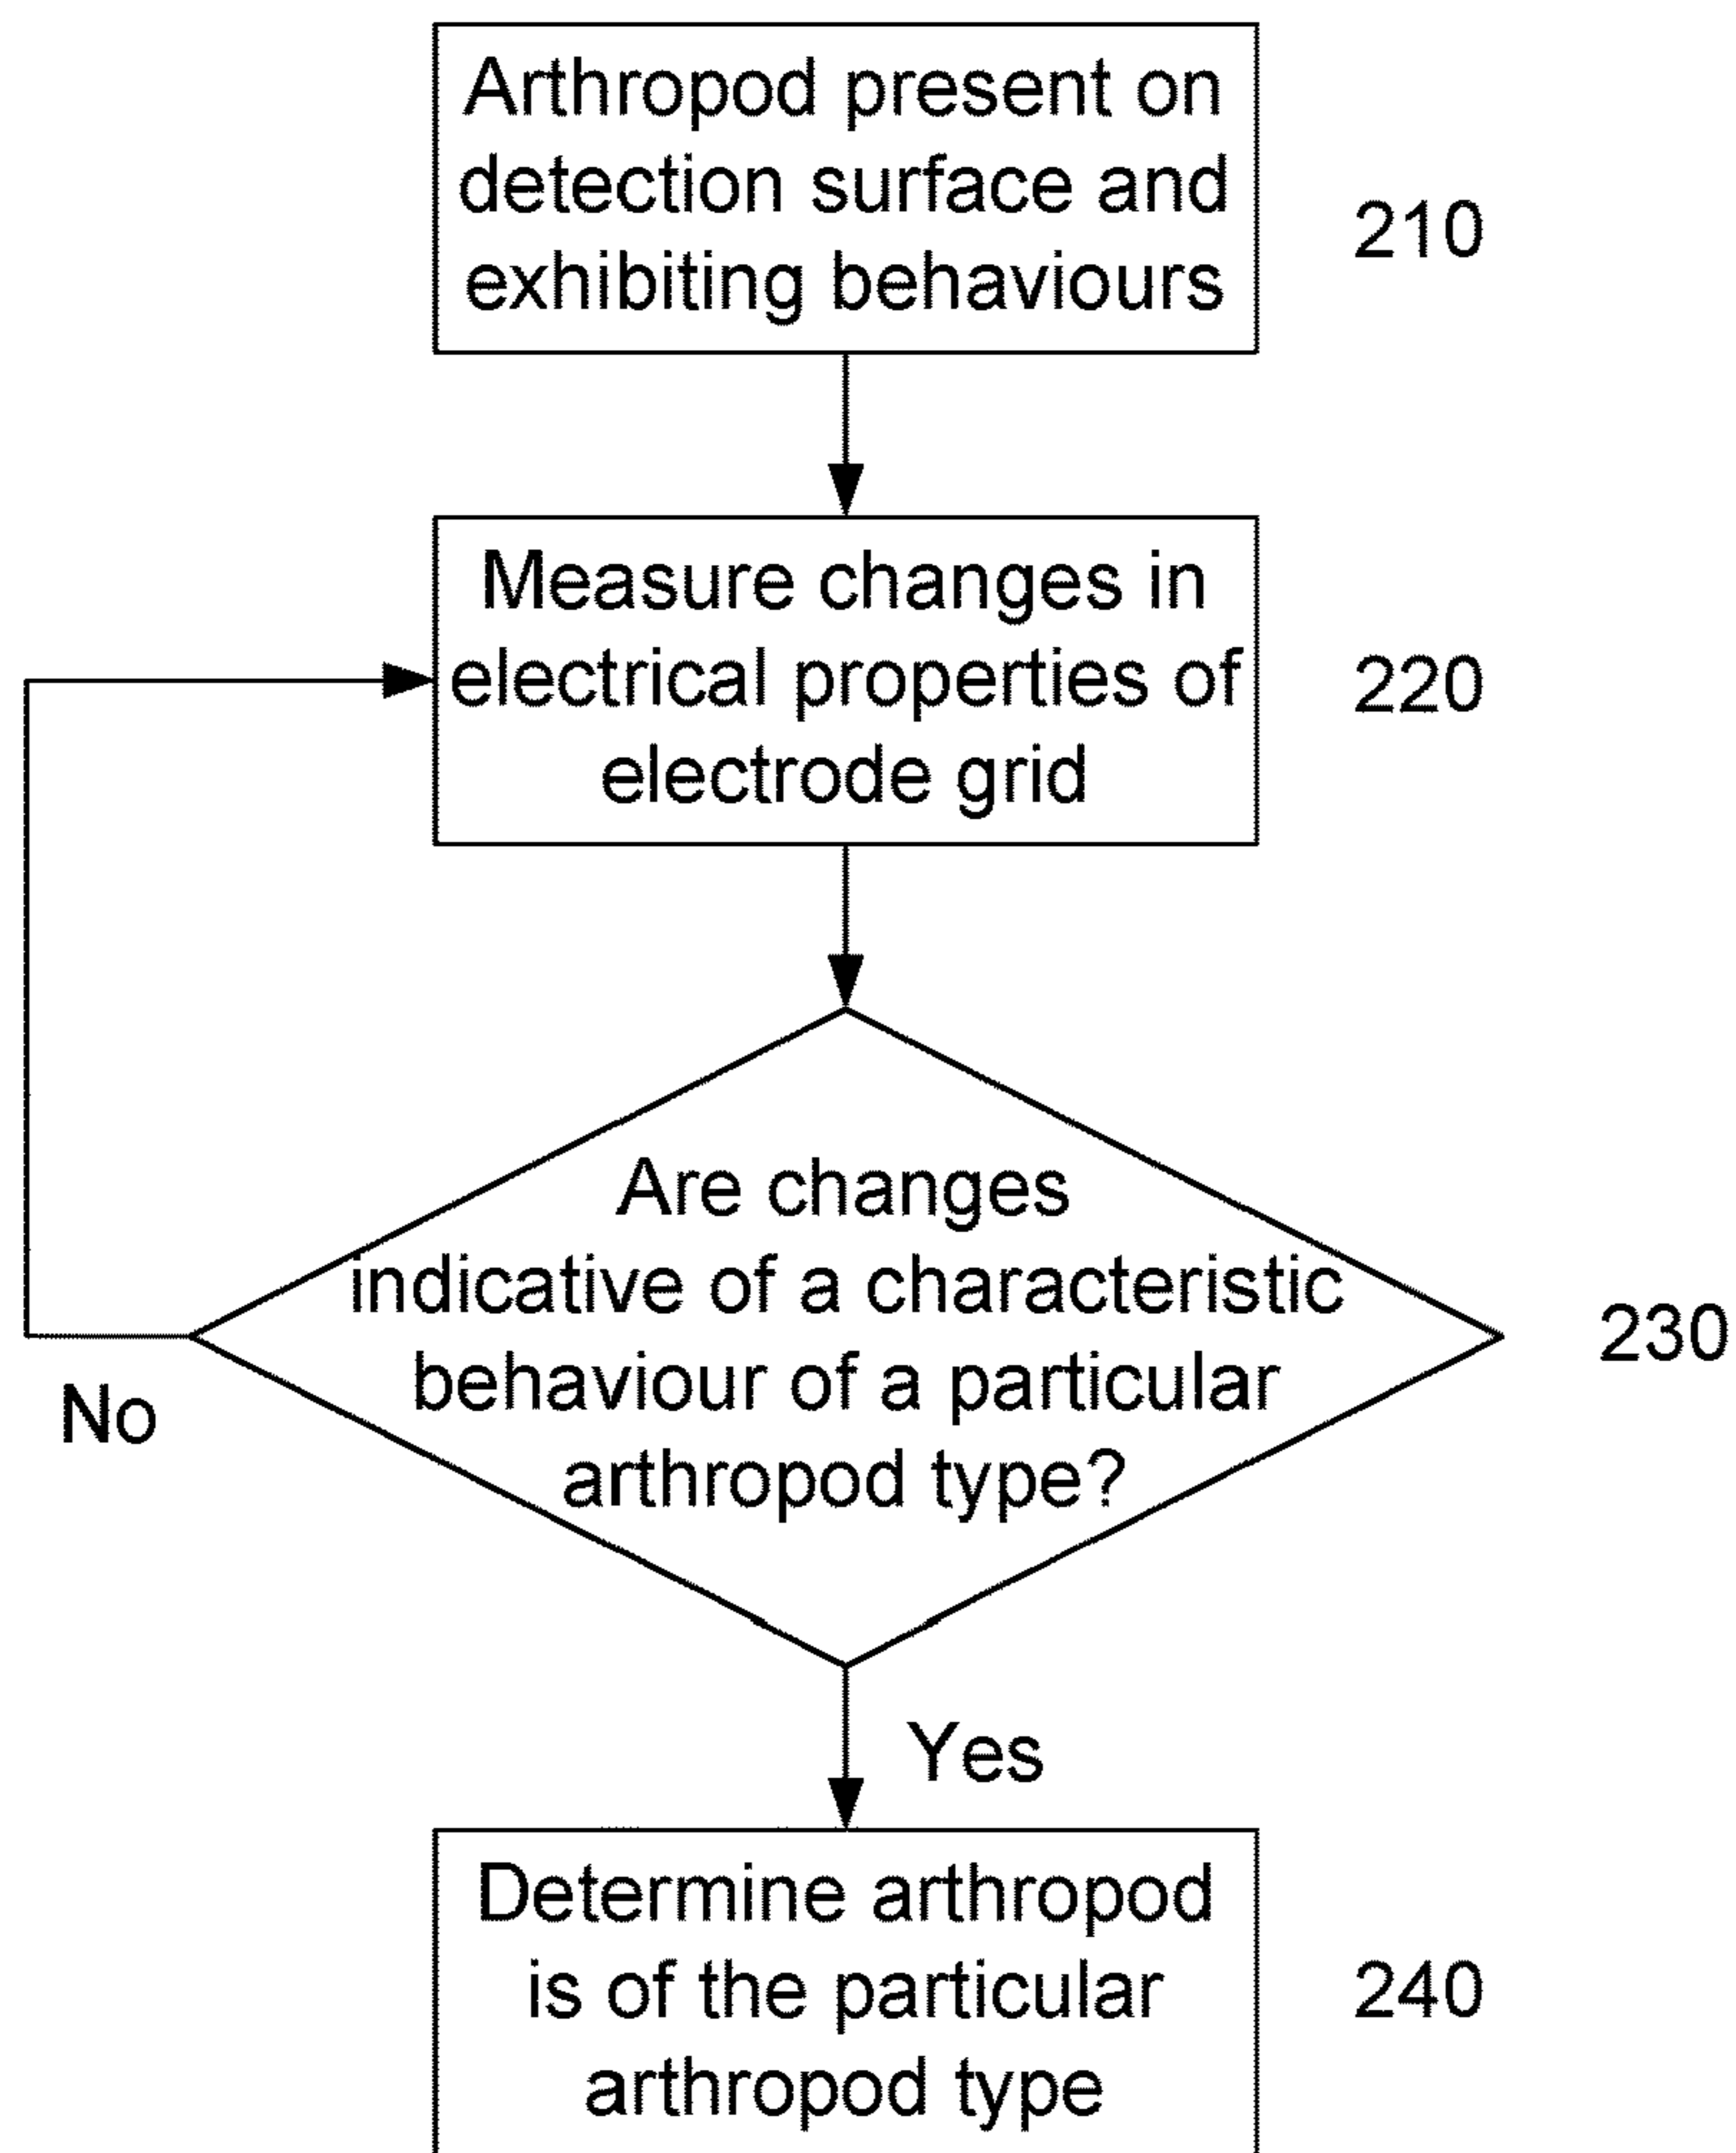 Arthropod present on
detection surface and
exhibiting behaviours
210
Measure changes in
electrical properties of
electrode grid
220
Are changes
indicative of a characteristic
behaviour of a particular
arthropod type?
230
No
Yes
Determine arthropod
is of the particular
arthropod type
240